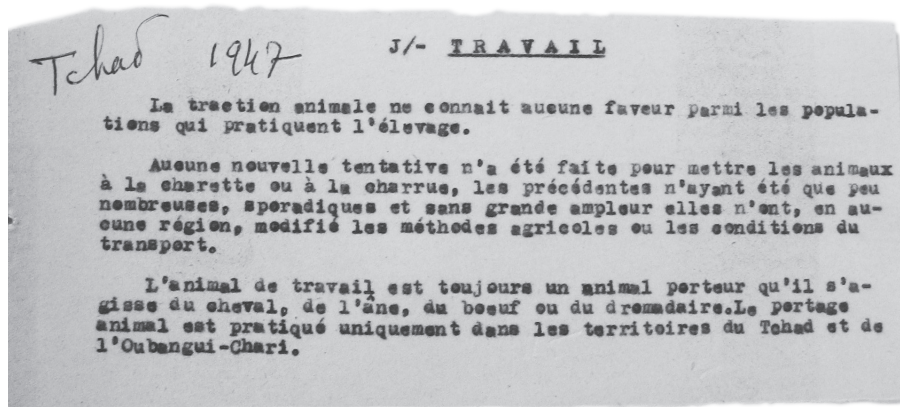 Tchad 1947
J/- TRAVAIL
La traction animale ne connait aucune faveur parmi les popula-
tions qui pratiquent l'élevage.
Aucune nouvelle tentative n'a été faite pour mettre les animaux
à la charette ou à la charrue, les précédentes n'ayant été que peu
nombreuses, sporadiques et sans grande ampleur elles n'ont, en au-
cune région, modifié les méthodes agricoles ou les conditions du
transport.
L'animal de travail est toujours un animal porteur qu'il s'a-
gisse du cheval, de l'âne, du boeuf ou du dromadaire.Le portage
animal est pratiqué uniquement dans les territoires du Tchad et de
l'Oubangui-Chari.